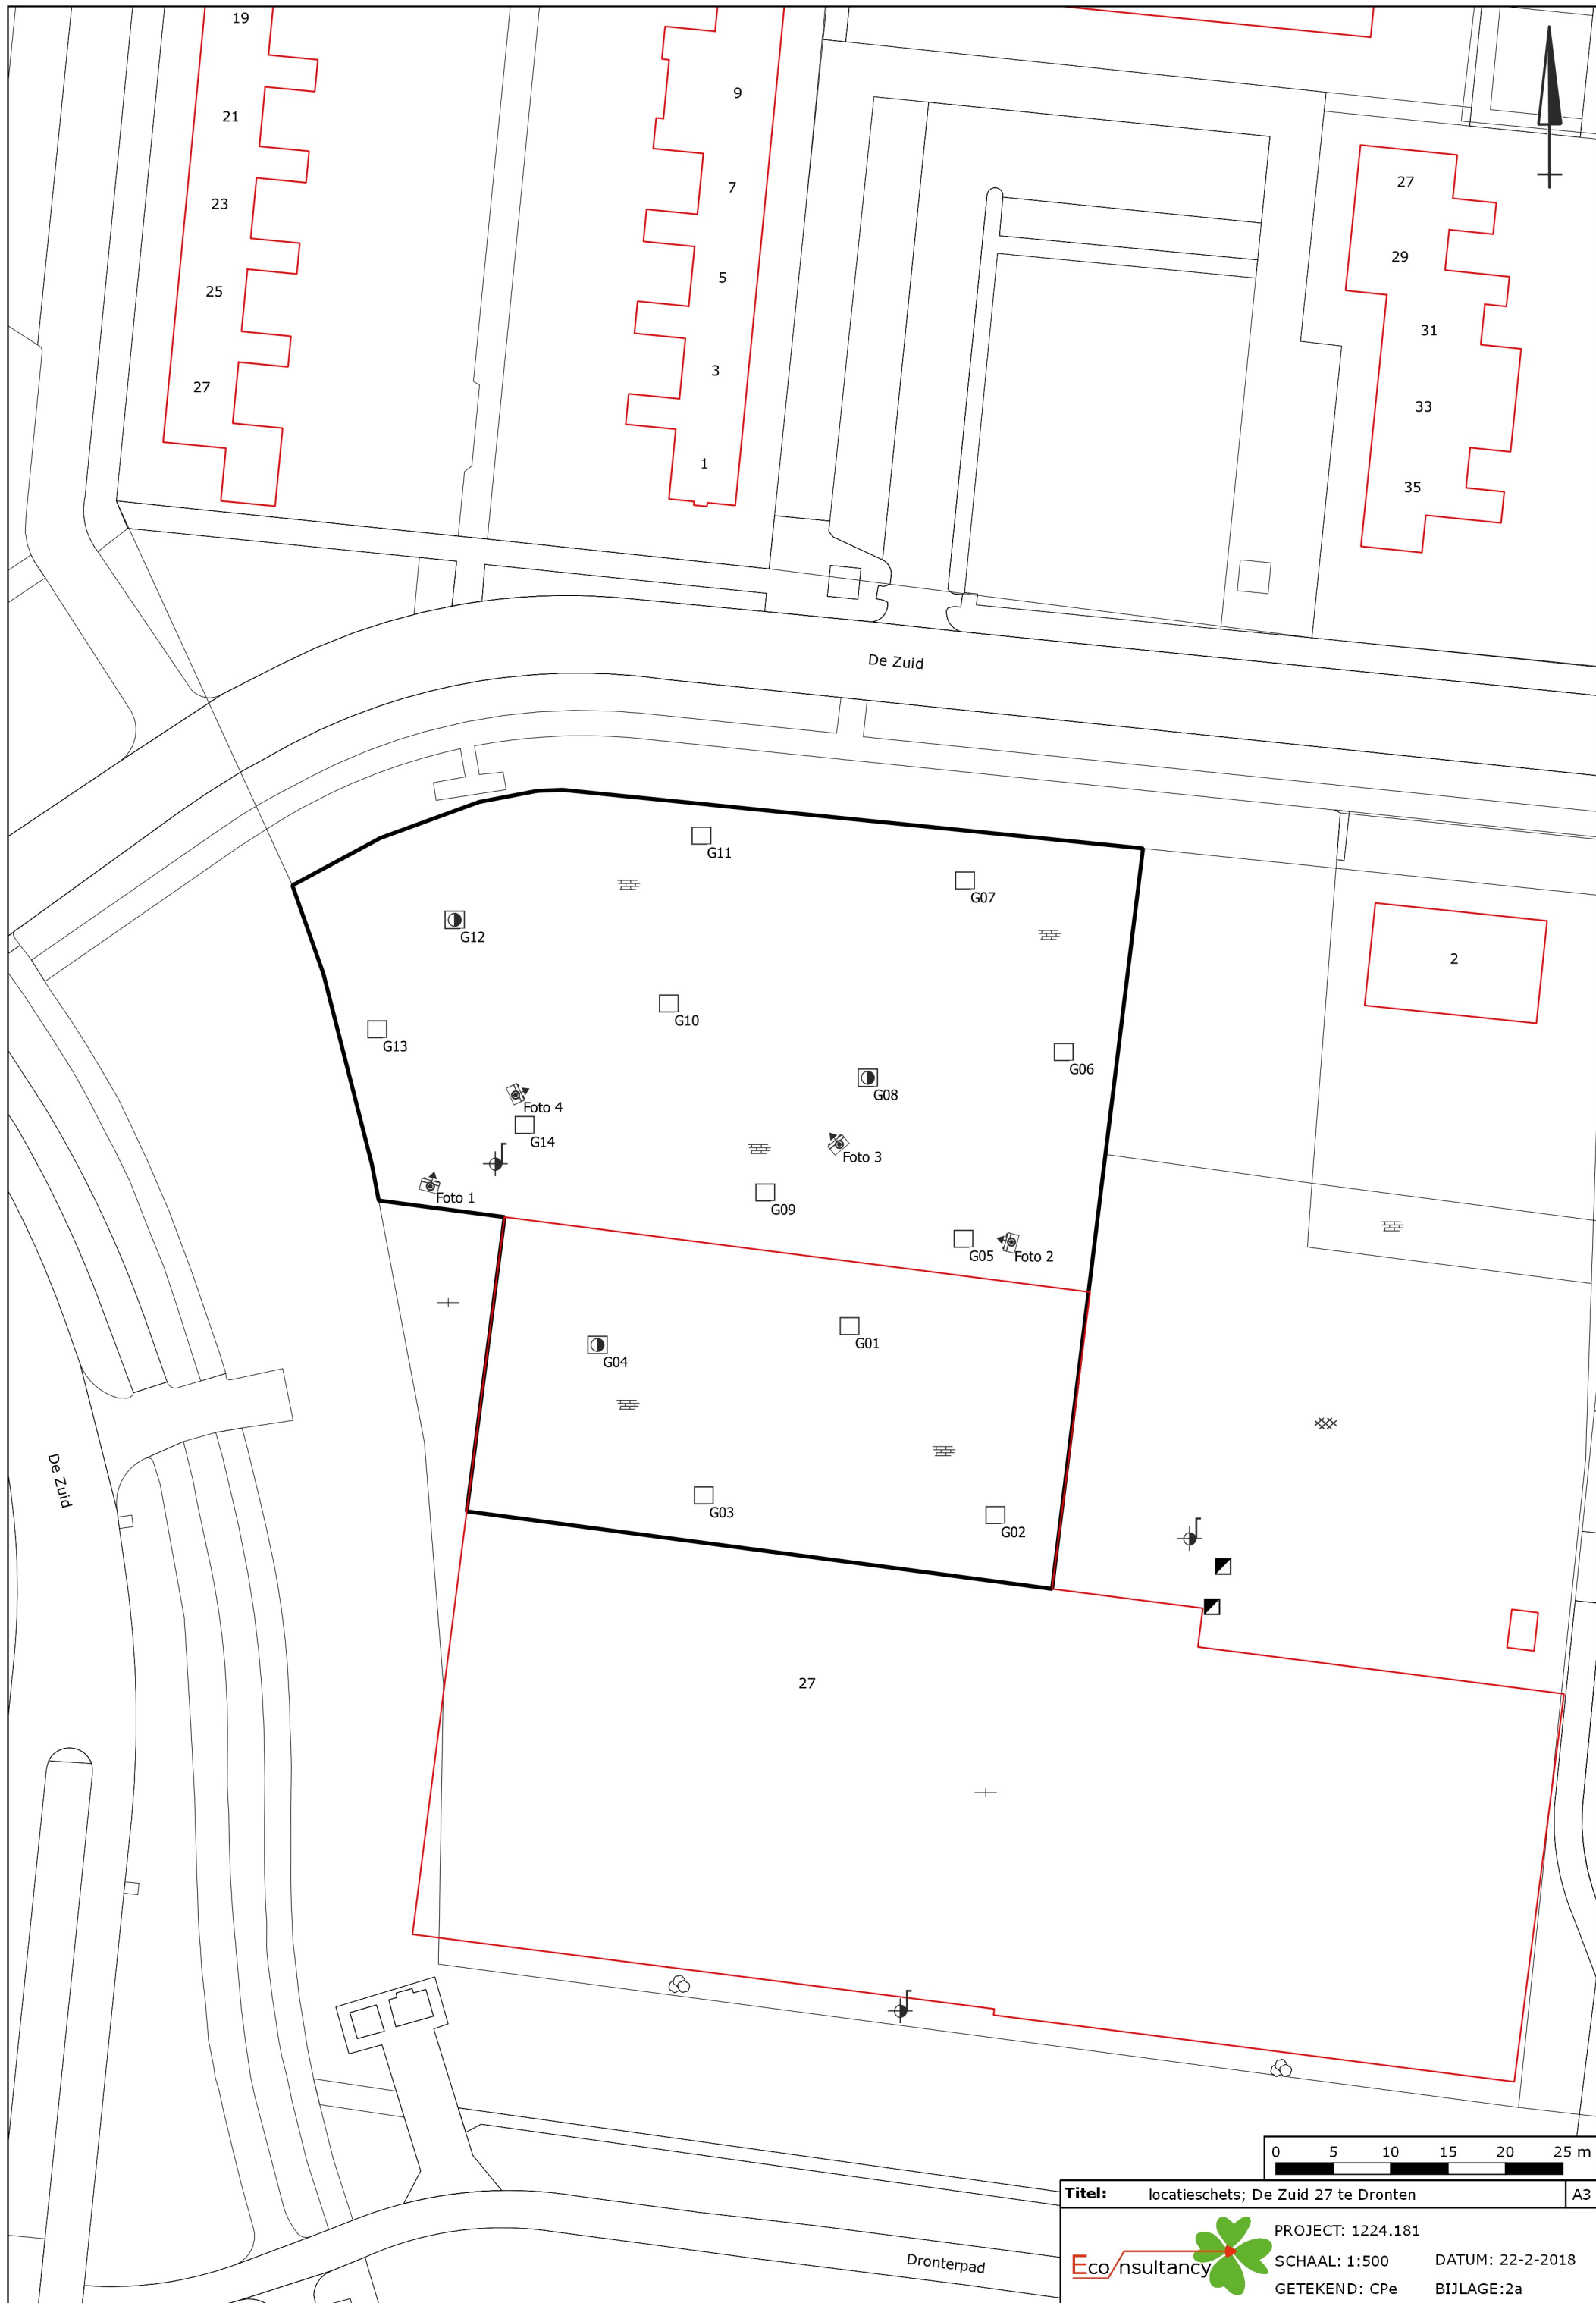 19
9
21
7
27
23
29
5
25
31
3
27
33
1
35
De Zuid
G11
G07
G12
2
G10
G13
G06
G08
Foto 4
G14
Foto 3
Foto 1
G09
G05
Foto 2
G01
G04
De Zuid
G03
G02
27
0 5 10 15 20 25 m
Titel: locatieschets; De Zuid 27 te Dronten A3
PROJECT: 1224.181
Eco nsultancy
SCHAAL: 1:500 DATUM: 22-2-2018
GETEKEND: CPe BIJLAGE:2a
Dronterpad